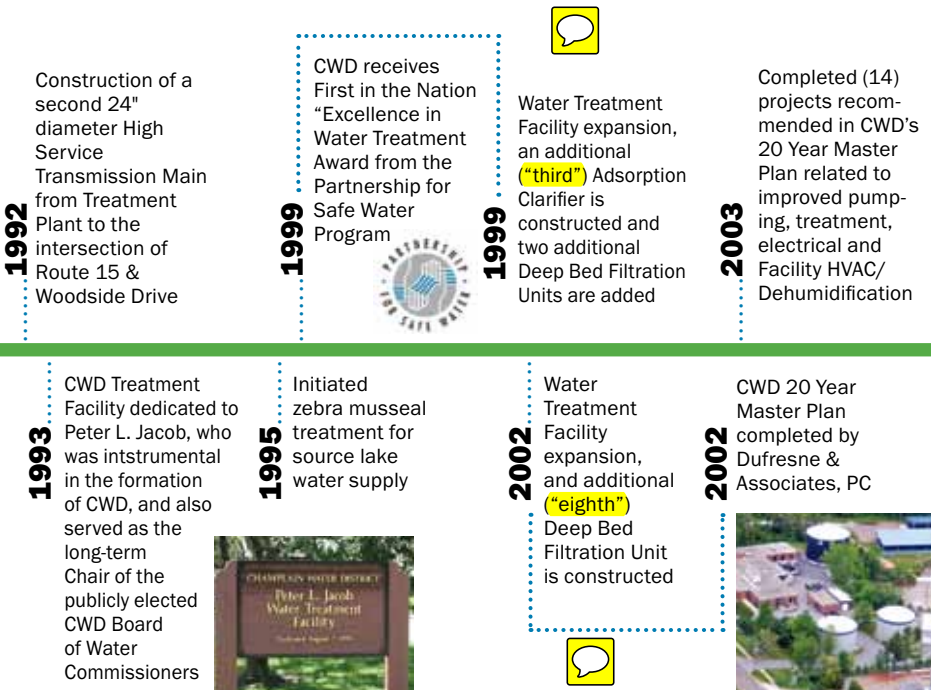 1992
Construction of a
second 24"
diameter High
Service
Transmission Main
from Treatment
Plant to the
intersection of
Route 15 &
Woodside Drive
1999
CWD receives
First in the Nation
“Excellence in
Water Treatment
Award from the
Partnership for
Safe Water
Program
PARTNERSHIP
FOR SAFE WATER
1999
Water Treatment
Facility expansion,
an additional
(“third”) Adsorption
Clarifier is
constructed and
two additional
Deep Bed Filtration
Units are added
2003
Completed (14)
projects recom-
mended in CWD’s
20 Year Master
Plan related to
improved pump-
ing, treatment,
electrical and
Facility HVAC/
Dehumidification
1993
CWD Treatment
Facility dedicated to
Peter L. Jacob, who
was intstrumental
in the formation
of CWD, and also
served as the
long-term
Chair of the
publicly elected
CWD Board
of Water
Commissioners
1995
Initiated
zebra musseal
treatment for
source lake
water supply
CHAMPLAIN WATER DISTRICT
Peter L. Jacob
Water Treatment
Facility
2002
Water
Treatment
Facility
expansion,
and additional
(“eighth”)
Deep Bed
Filtration Unit
is constructed
2002
CWD 20 Year
Master Plan
completed by
Dufresne &
Associates, PC